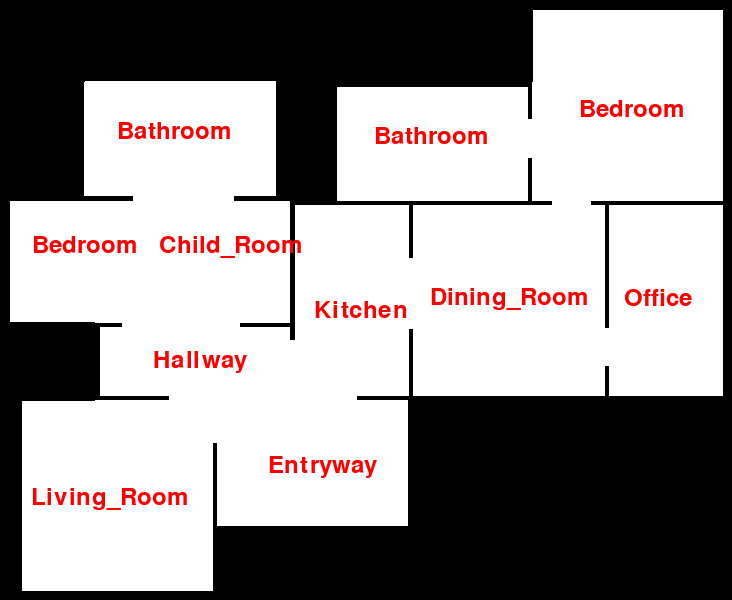 Bedroom
Bathroom
Bathroom
Bedroom
Child_Room
Kitchen
Dining_Room
Office
Hallway
Entryway
Living_Room